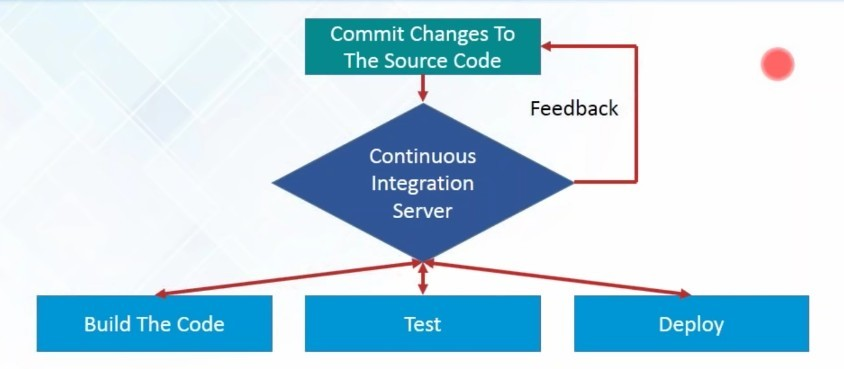 Commit Changes To
The Source Code
Feedback
Continuous
Integration
Server
Build The Code
Test
Deploy